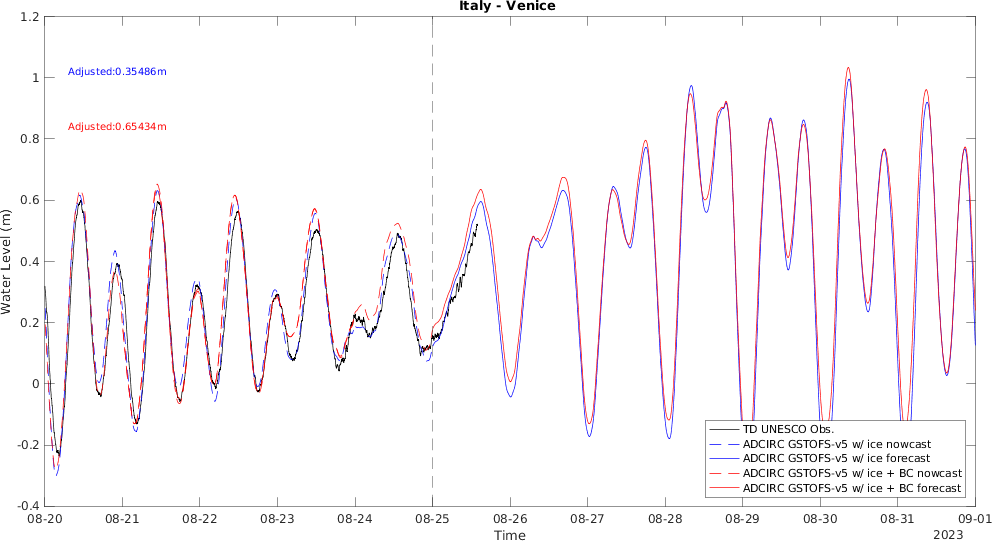 Italy - Venice
Adjusted:0.35486m
Adjusted:0.65434m
Water Level (m)
1.2
1
0.8
0.6
0.4
0.2
0
-0.2
-0.4
TD UNESCO Obs.
ADCIRC GSTOFS-v5 w/ ice nowcast
ADCIRC GSTOFS-v5 w/ ice forecast
ADCIRC GSTOFS-v5 w/ ice + BC nowcast
ADCIRC GSTOFS-v5 w/ ice + BC forecast
08-20 08-21 08-22 08-23 08-24 08-25 08-26 08-27 08-28 08-29 08-30 08-31 09-01
Time
2023